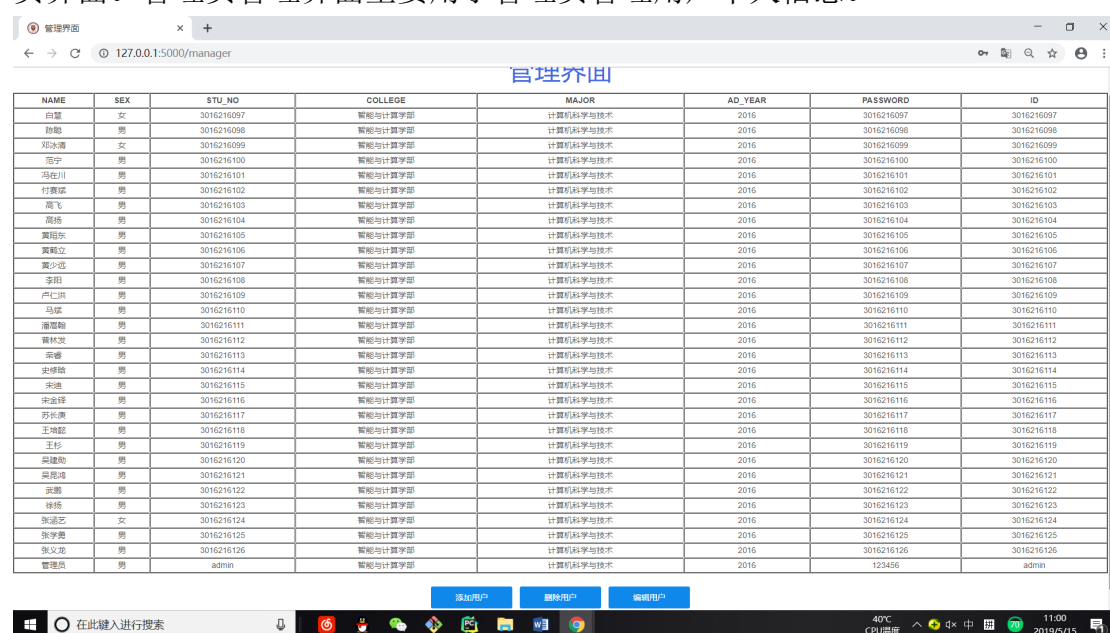 管理界面
127.0.0.1:5000/manager
管理界面
NAME SEX STU_NO COLLEGE MAJOR AD_YEAR PASSWORD ID
白慧 女 3016216097 智能与计算学部 计算机科学与技术 2016 3016216097 3016216097
陈聪 男 3016216098 智能与计算学部 计算机科学与技术 2016 3016216098 3016216098
邓冰清 女 3016216099 智能与计算学部 计算机科学与技术 2016 3016216099 3016216099
范宁 男 3016216100 智能与计算学部 计算机科学与技术 2016 3016216100 3016216100
冯在川 男 3016216101 智能与计算学部 计算机科学与技术 2016 3016216101 3016216101
付赛斌 男 3016216102 智能与计算学部 计算机科学与技术 2016 3016216102 3016216102
高飞 男 3016216103 智能与计算学部 计算机科学与技术 2016 3016216103 3016216103
高扬 男 3016216104 智能与计算学部 计算机科学与技术 2016 3016216104 3016216104
男 3016216105 智能与计算学部 计算机科学与技术 2016 3016216105 3016216105
黄鹤立 男 3016216106 智能与计算学部 计算机科学与技术 2016 3016216106 3016216106
黄少远 男 3016216107 智能与计算学部 计算机科学与技术 2016 3016216107 3016216107
李阳 男 3016216108 智能与计算学部 计算机科学与技术 2016 3016216108 3016216108
卢仁洪 男 3016216109 智能与计算学部 计算机科学与技术 2016 3016216109 3016216109
马斌 男 3016216110 智能与计算学部 计算机科学与技术 2016 3016216110 3016216110
男 3016216111 智能与计算学部 计算机科学与技术 2016 3016216111 3016216111
普林发 男 3016216112 智能与计算学部 计算机科学与技术 2016 3016216112 3016216112
荣睿 男 3016216113 智能与计算学部 计算机科学与技术 2016 3016216113 3016216113
史修晗 男 3016216114 智能与计算学部 计算机科学与技术 2016 3016216114 3016216114
宋迪 男 3016216115 智能与计算学部 计算机科学与技术 2016 3016216115 3016216115
宋金铎 男 3016216116 智能与计算学部 计算机科学与技术 2016 3016216116 3016216116
苏长庚 男 3016216117 智能与计算学部 计算机科学与技术 2016 3016216117 3016216117
王培懿 男 3016216118 智能与计算学部 计算机科学与技术 2016 3016216118 3016216118
王杉 男 3016216119 智能与计算学部 计算机科学与技术 2016 3016216119 3016216119
吴建勋 男 3016216120 智能与计算学部 计算机科学与技术 2016 3016216120 3016216120
吴昆鸿 男 3016216121 智能与计算学部 计算机科学与技术 2016 3016216121 3016216121
武鹏 男 3016216122 智能与计算学部 计算机科学与技术 2016 3016216122 3016216122
徐扬 男 3016216123 智能与计算学部 计算机科学与技术 2016 3016216123 3016216123
张涵艺 女 3016216124 智能与计算学部 计算机科学与技术 2016 3016216124 3016216124
张学勇 男 3016216125 智能与计算学部 计算机科学与技术 2016 3016216125 3016216125
张义龙 男 3016216126 智能与计算学部 计算机科学与技术 2016 3016216126 3016216126
管理员 男 admin 智能与计算学部 计算机科学与技术 2016 123456 admin
添加用户 删除用户 编辑用户
在此键入进行搜索
40℃
CPU温度
中
拼
70
11:00
2019/5/15